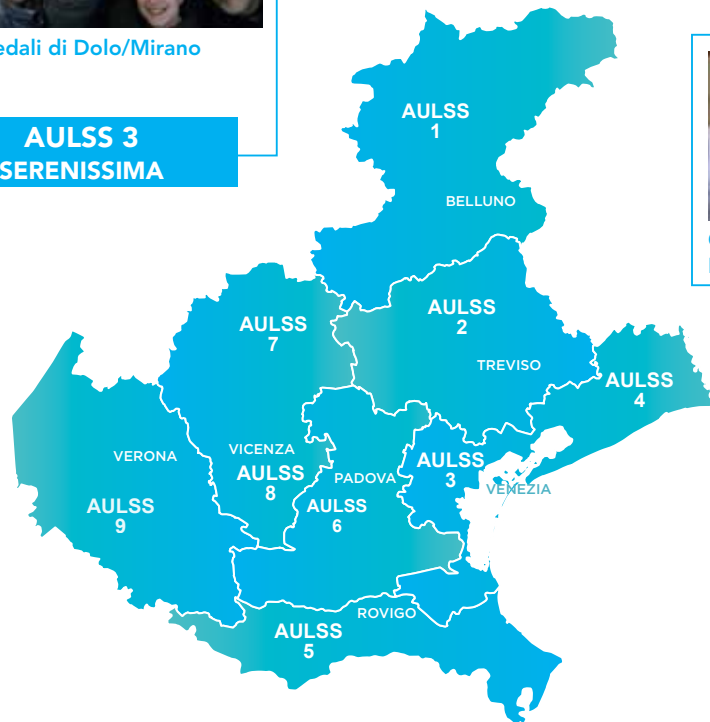 edali di Dolo/Mirano
AULSS 3
SERENISSIMA
AULSS
1
BELLUNO
AULSS
2
TREVISO
AULSS
7
AULSS
4
VERONA
VICENZA
AULSS
8
PADOVA
AULSS
6
AULSS
3
VENEZIA
AULSS
9
ROVIGO
AULSS
5